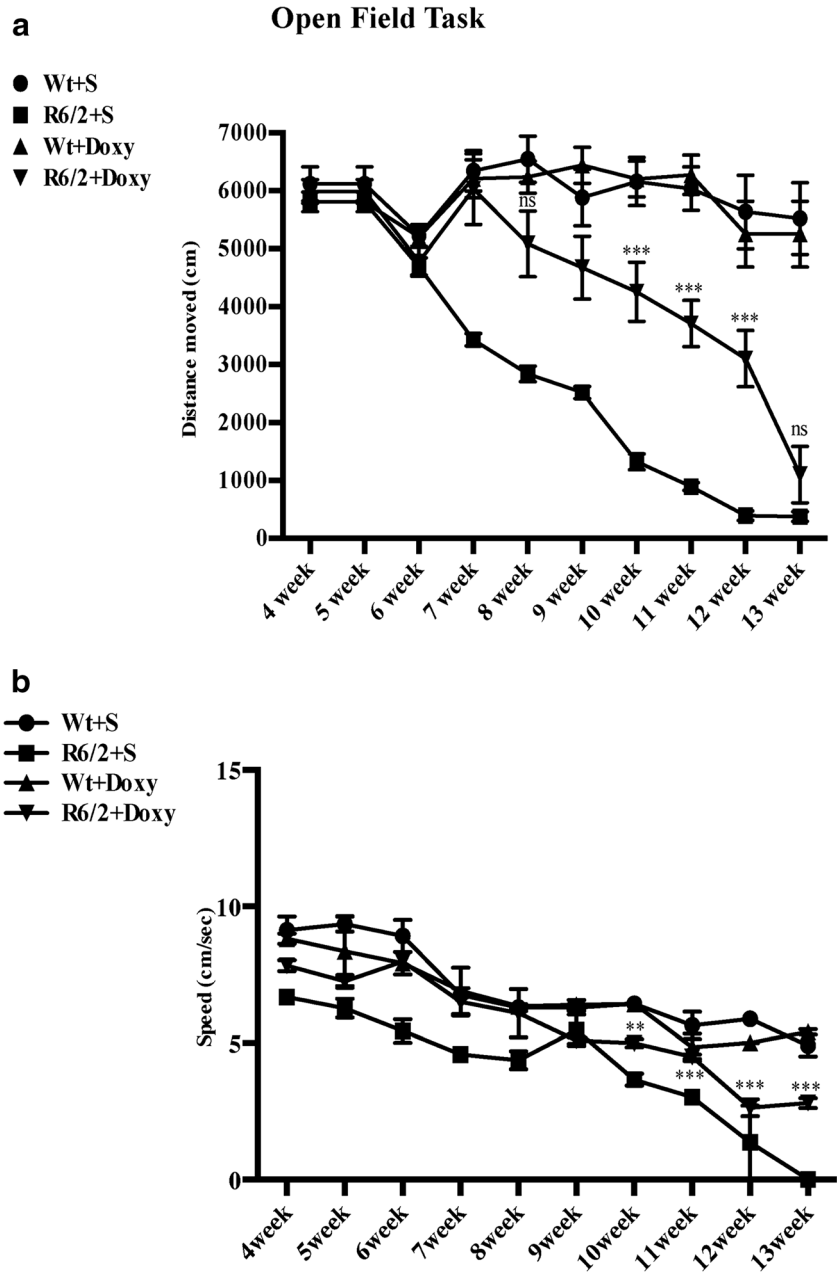 a
Open Field Task
Wt+S
R6/2+S
Wt+Doxy
R6/2+Doxy
Distance moved (cm)
7000
6000
5000
4000
3000
2000
1000
0
ns
***
***
***
ns
4 week
5 week
6 week
7 week
8 week
9 week
10 week
11 week
12 week
13 week
b
Wt+S
R6/2+S
Wt+Doxy
R6/2+Doxy
Speed (cm/sec)
15
10
5
0
**
***
***
***
4week
5week
6week
7week
8week
9week
10week
11week
12week
13week